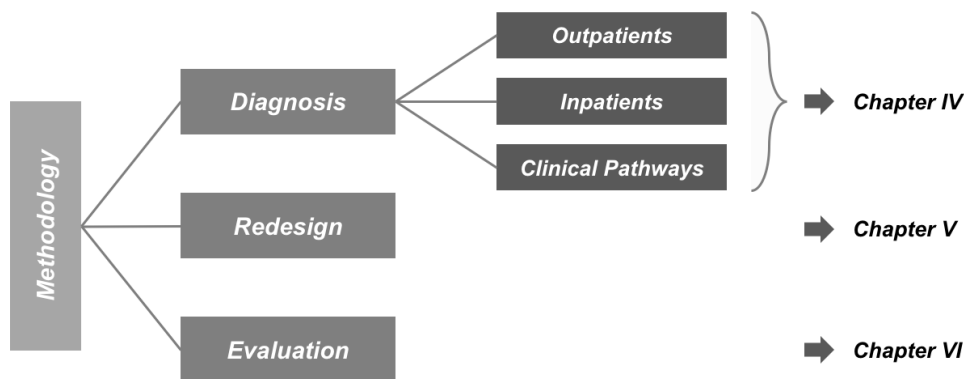 Outpatients
Diagnosis
Inpatients
Chapter IV
Clinical Pathways
Methodology
Redesign
Chapter V
Evaluation
Chapter VI